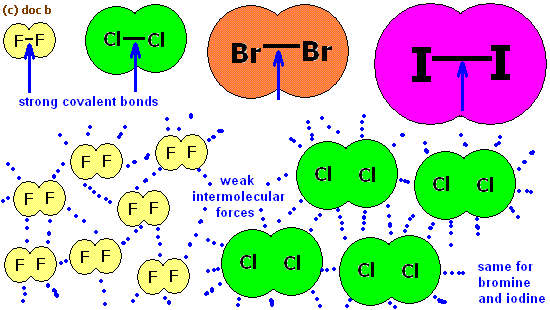 (c) doc b
F-F
Cl—Cl
Br—Br
I—I
strong covalent bonds
F F
F F
F F
F F
F F
F F
F F
weak
intermolecular
forces
Cl Cl
Cl Cl
Cl Cl
Cl Cl
same for
bromine
and iodine